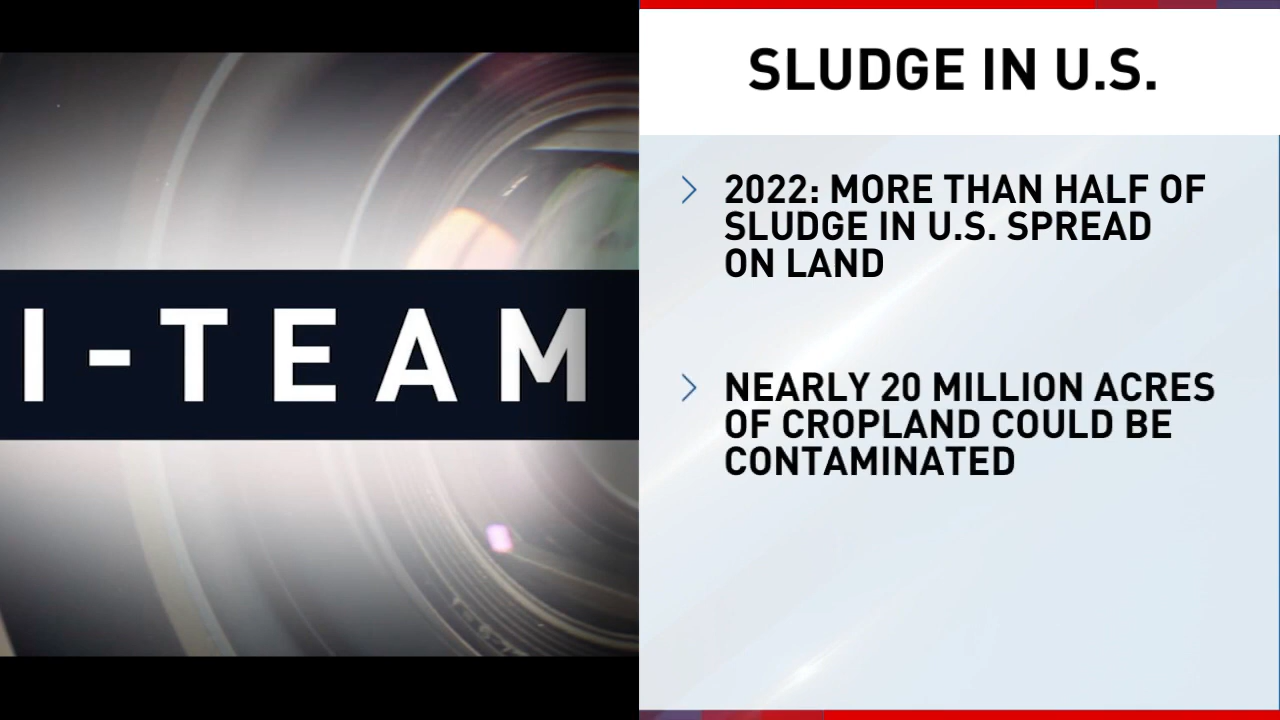 I-TEAM
SLUDGE IN U.S.
2022: MORE THAN HALF OF
SLUDGE IN U.S. SPREAD
ON LAND
NEARLY 20 MILLION ACRES
OF CROPLAND COULD BE
CONTAMINATED